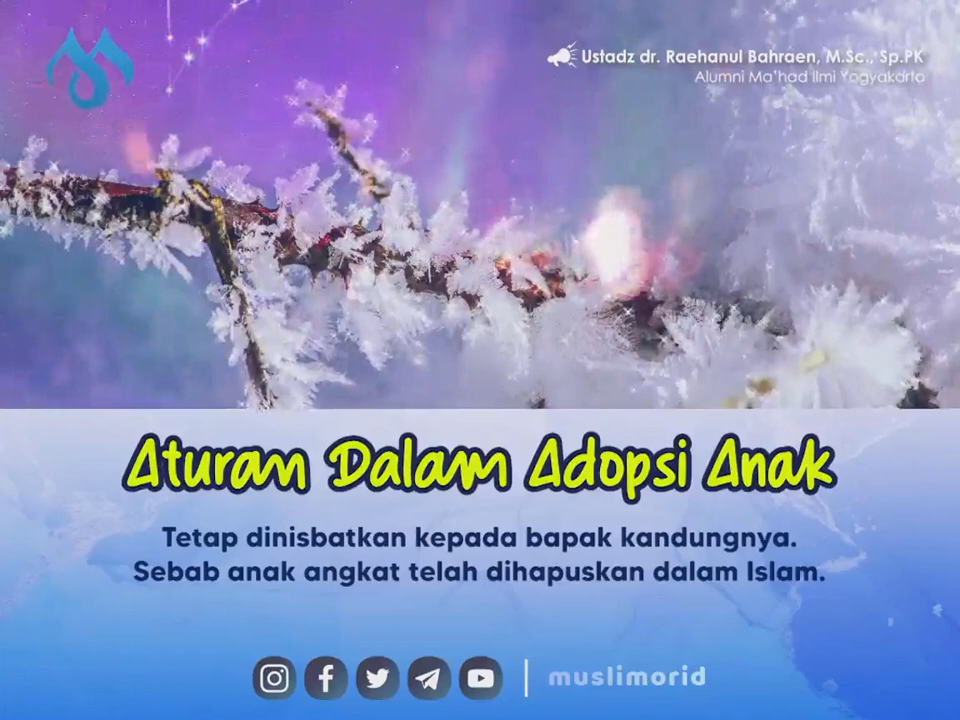 Ustadz dr. Raehanul Bahraen, M.Sc., Sp.PK
Alumni Ma'had Ilmi Yogyakarta
Aturan Dalam Adopsi Anak
Tetap dinisbatkan kepada bapak kandungnya.
Sebab anak angkat telah dihapuskan dalam Islam.
muslimorid